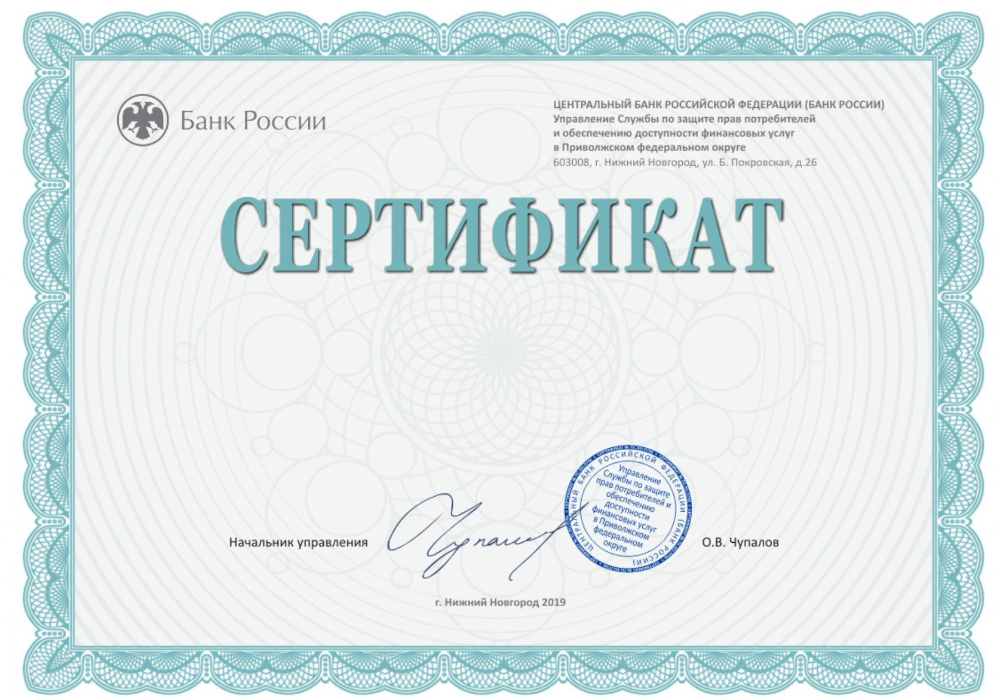 Банк России
ЦЕНТРАЛЬНЫЙ БАНК РОССИЙСКОЙ ФЕДЕРАЦИИ (БАНК РОССИИ)
Управление Службы по защите прав потребителей
и обеспечению доступности финансовых услуг
в Приволжском федеральном округе
603008, г. Нижний Новгород, ул. Б. Покровская, д.26
СЕРТИФИКАТ
Начальник управления
ЦЕНТРАЛЬНЫЙ БАНК РОССИЙСКОЙ ФЕДЕРАЦИИ (БАНК РОССИИ)
Управление
Службы по защите
прав потребителей и
обеспечению
доступности
финансовых услуг
в Приволжском
федеральном
округе
О.В. Чупалов
г. Нижний Новгород 2019